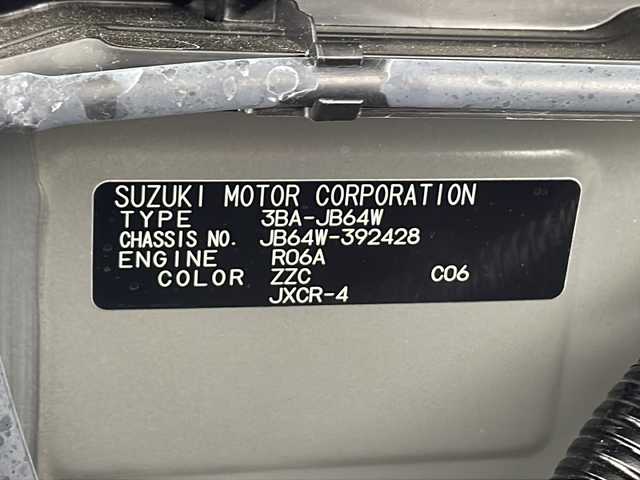 SUZUKI MOTOR CORPORATION
TYPE 3BA-JB64W
CHASSIS NO. JB64W-392428
ENGINE R06A
COLOR ZZC C06
JXCR-4